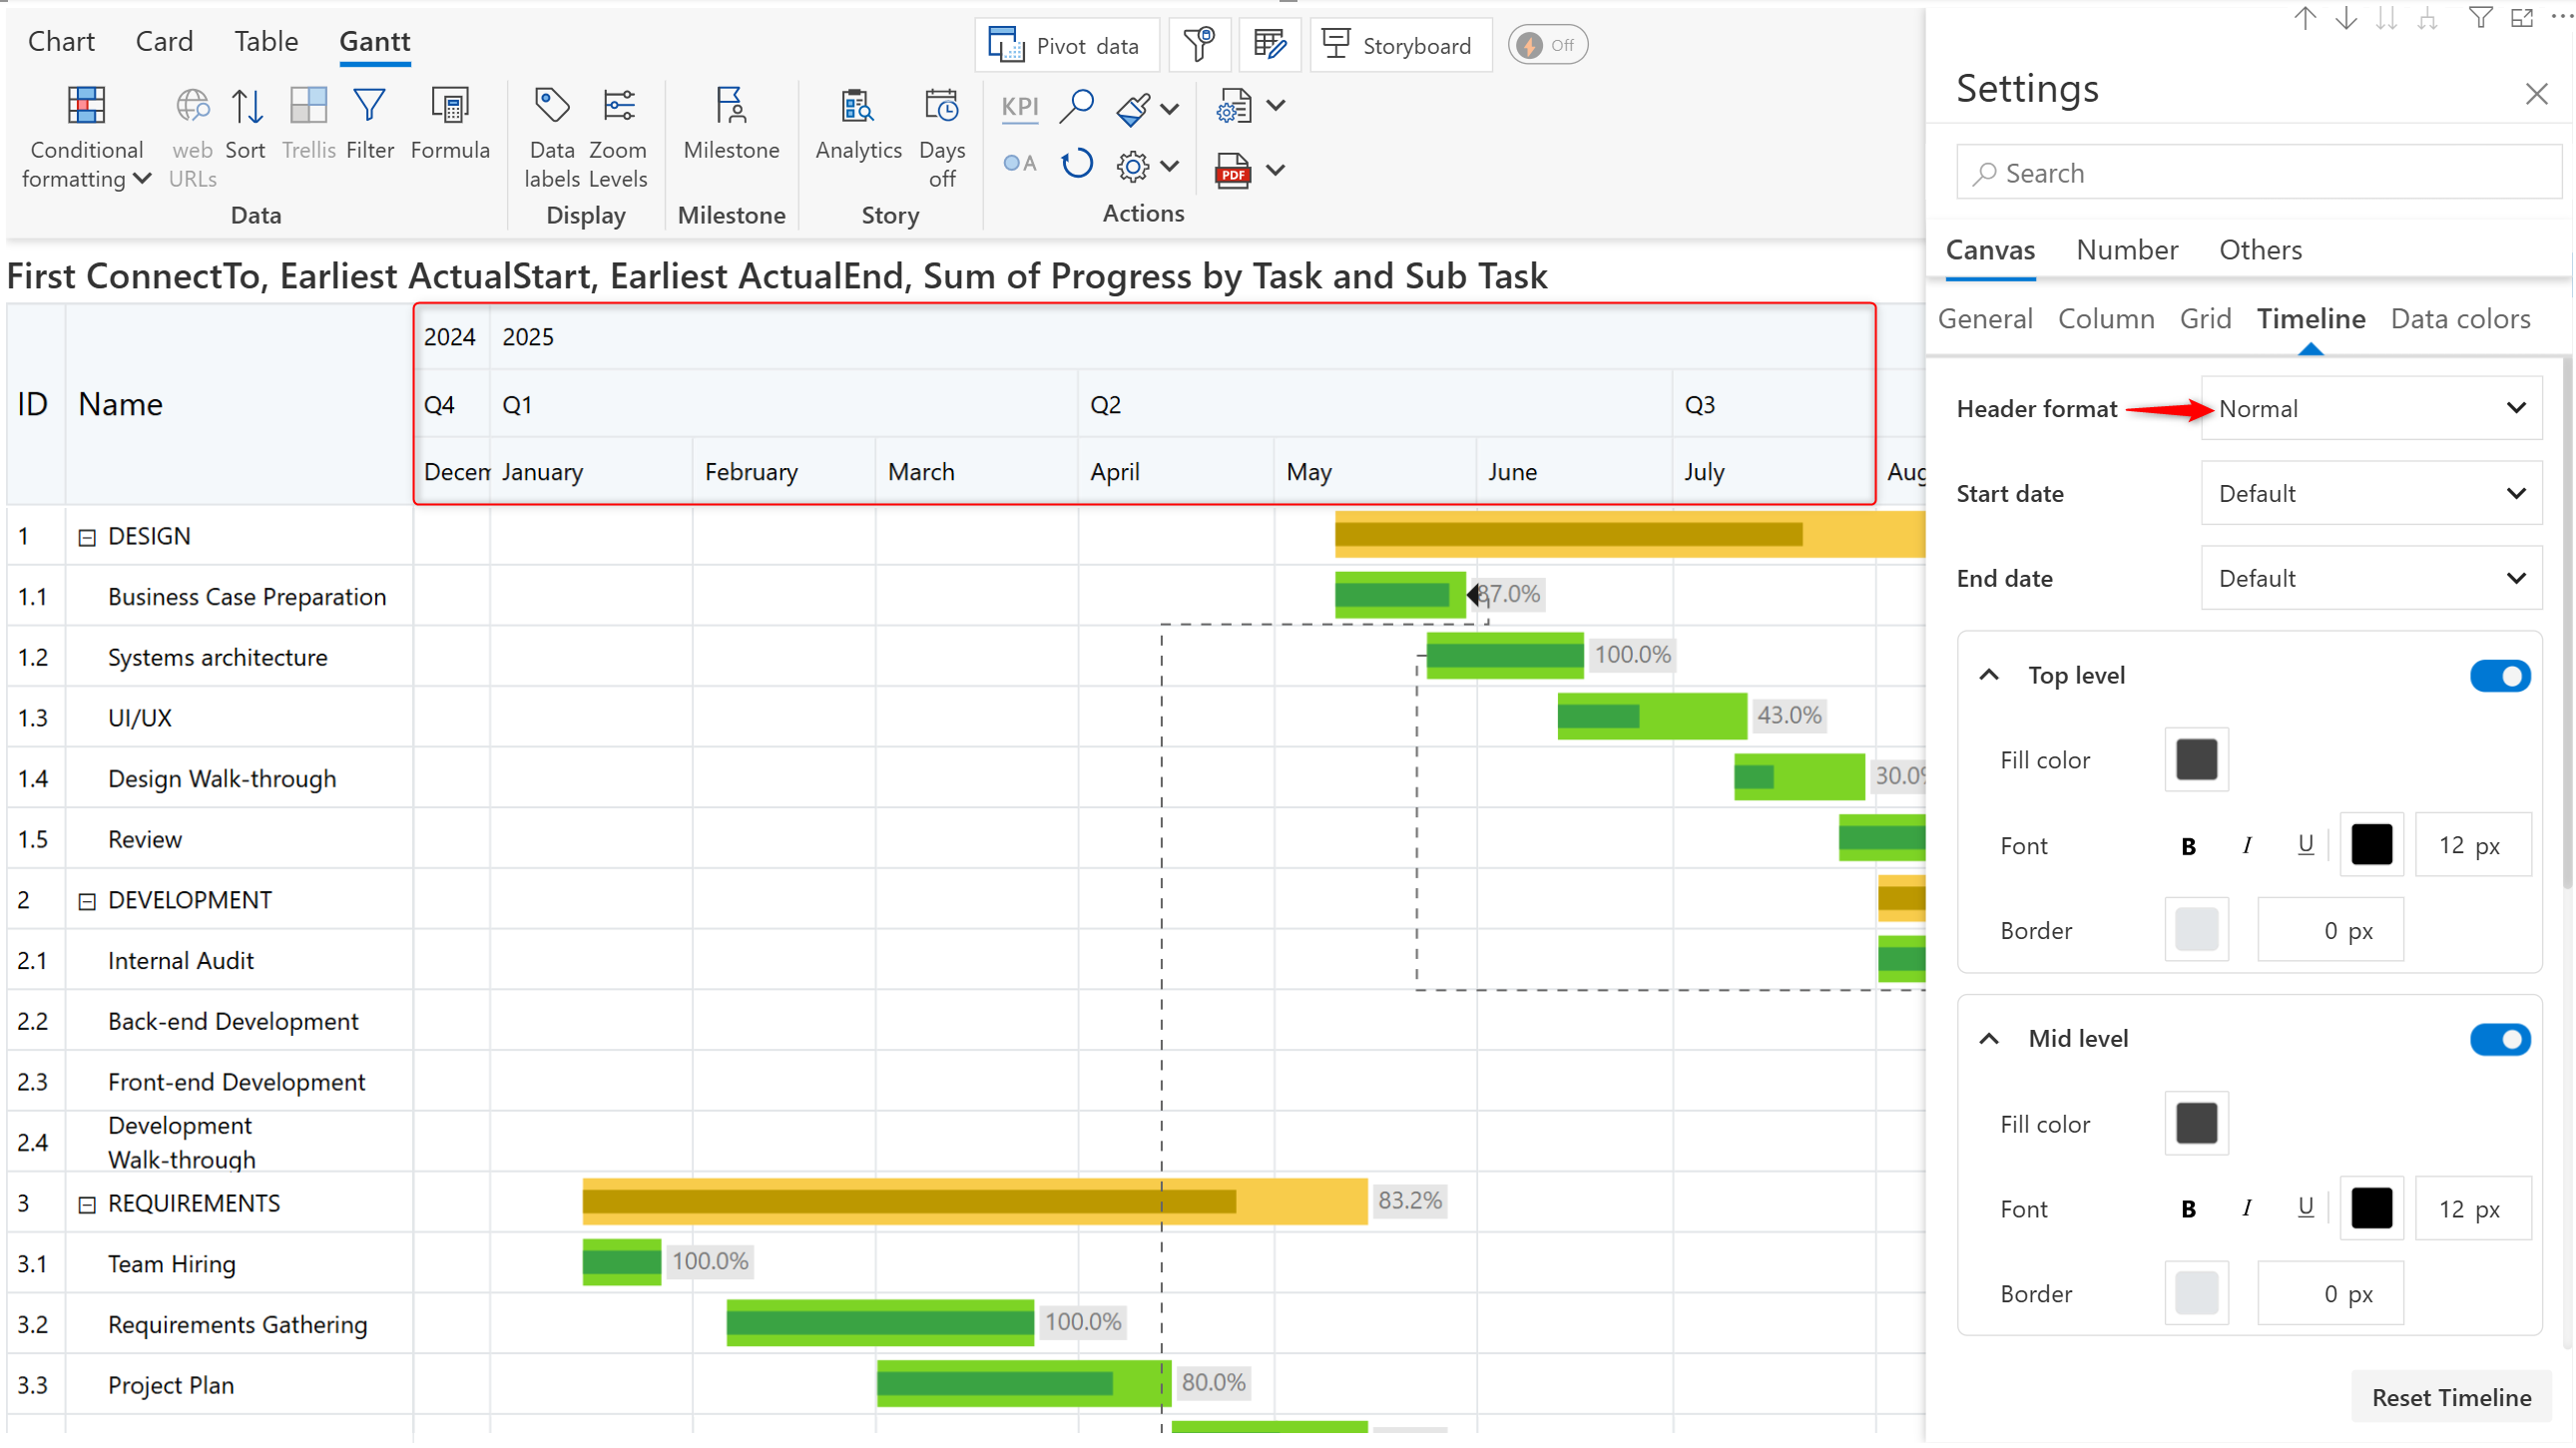 Chart Card Table Gantt
Pivot data
Storyboard
Off
Conditional formatting
web URLs
Sort
Trellis
Filter
Formula
Data
Data labels
Zoom Levels
Display
Milestone
Milestone
Analytics
Days off
Story
KPI
A
PDF
Actions
First ConnectTo, Earliest ActualStart, Earliest ActualEnd, Sum of Progress by Task and Sub Task
ID Name
2024 2025
Q4 Q1 Q2 Q3
Decem January February March April May June July Aug
1 DESIGN
1.1 Business Case Preparation 87.0%
1.2 Systems architecture 100.0%
1.3 UI/UX 43.0%
1.4 Design Walk-through 30.0%
1.5 Review
2 DEVELOPMENT
2.1 Internal Audit
2.2 Back-end Development
2.3 Front-end Development
2.4 Development
Walk-through
3 REQUIREMENTS 83.2%
3.1 Team Hiring 100.0%
3.2 Requirements Gathering 100.0%
3.3 Project Plan 80.0%
Settings
Search
Canvas Number Others
General Column Grid Timeline Data colors
Header format Normal
Start date Default
End date Default
Top level
Fill color
Font B I U 12 px
Border 0 px
Mid level
Fill color
Font B I U 12 px
Border 0 px
Reset Timeline